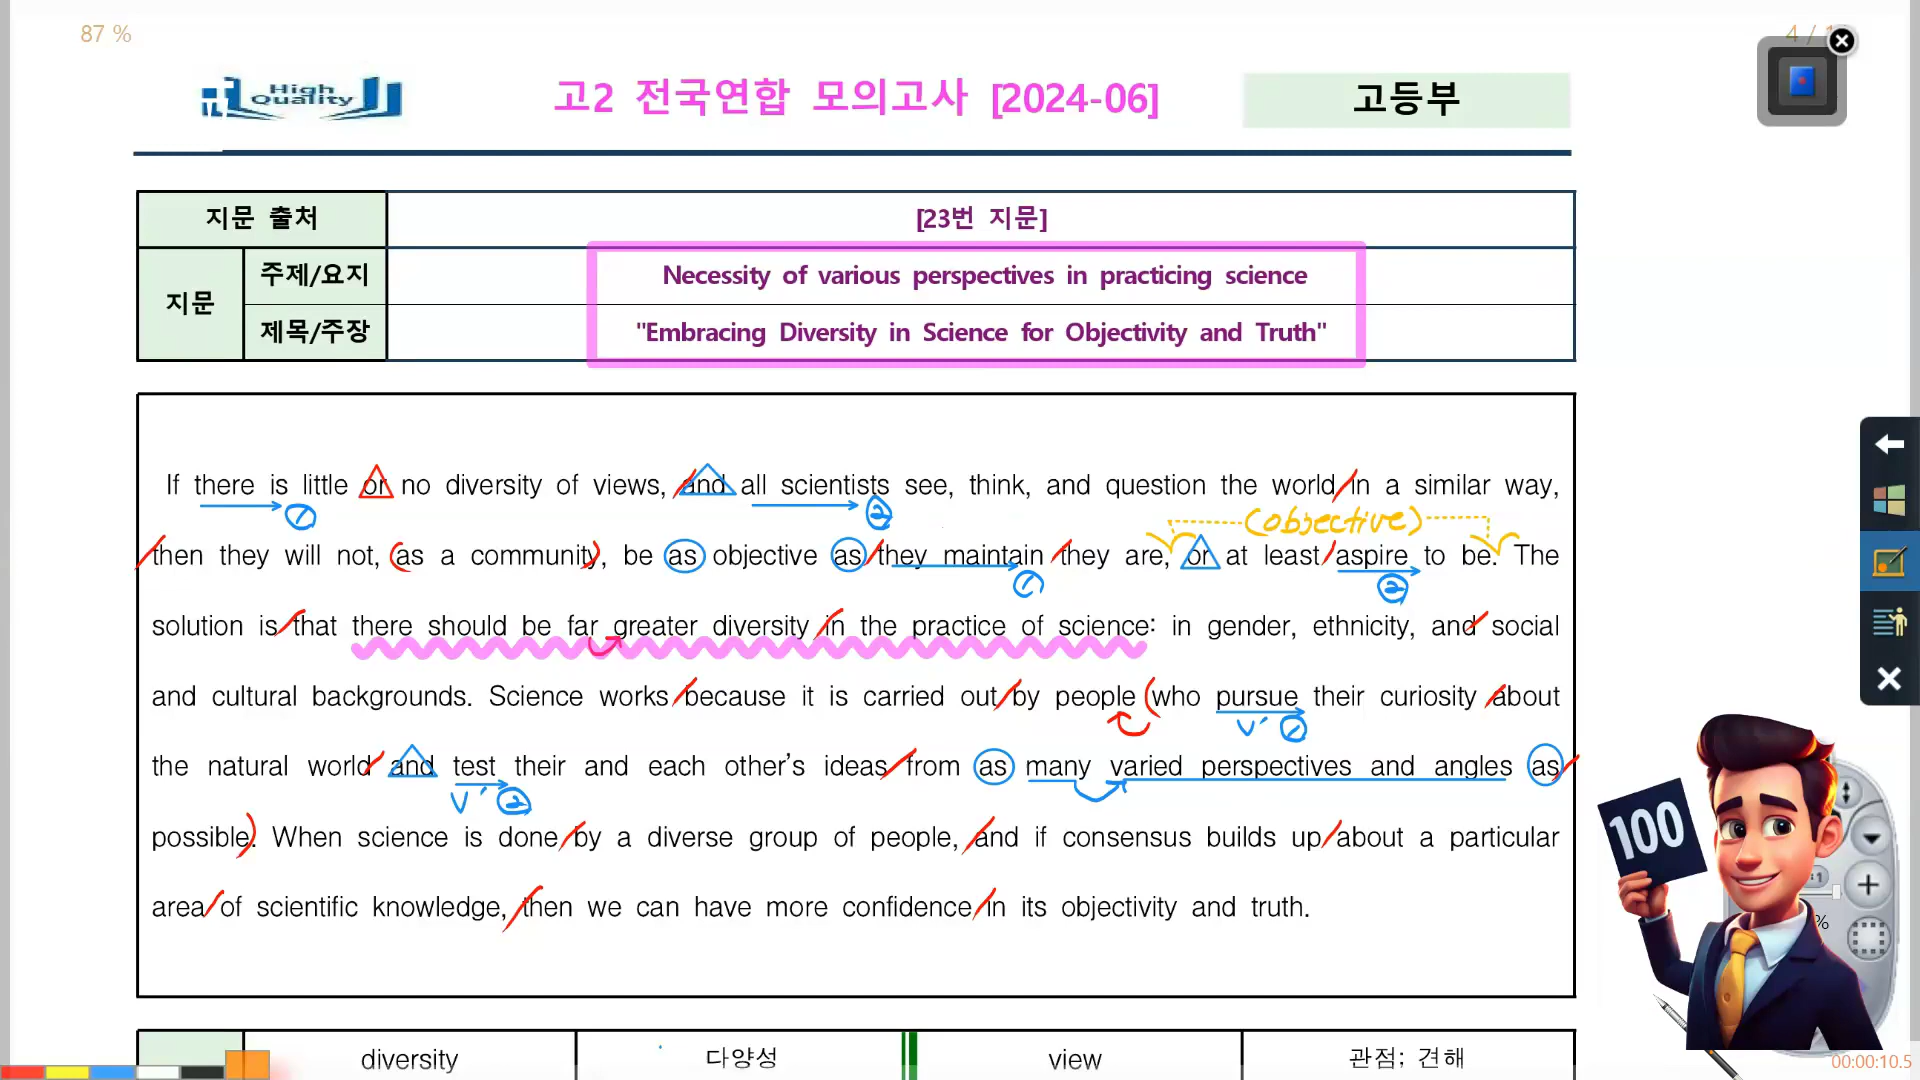 87 %
4 / 1
High Quality
고2 전국연합 모의고사 [2024-06]
고등부
지문 출처
[23번 지문]
지문
주제/요지
Necessity of various perspectives in practicing science
제목/주장
"Embracing Diversity in Science for Objectivity and Truth"
If there is little or no diversity of views, and all scientists see, think, and question the world in a similar way,
① ② (objective)
then they will not, as a community, be as objective as they maintain they are, or at least aspire to be. The
① ②
solution is that there should be far greater diversity in the practice of science: in gender, ethnicity, and social
and cultural backgrounds. Science works because it is carried out by people (who pursue their curiosity about
V' ①
the natural world and test their and each other's ideas from as many varied perspectives and angles as
V' ②
possible). When science is done by a diverse group of people, and if consensus builds up about a particular
area of scientific knowledge, then we can have more confidence in its objectivity and truth.
100
%
diversity 다양성 view 관점; 견해
00:00:10.5